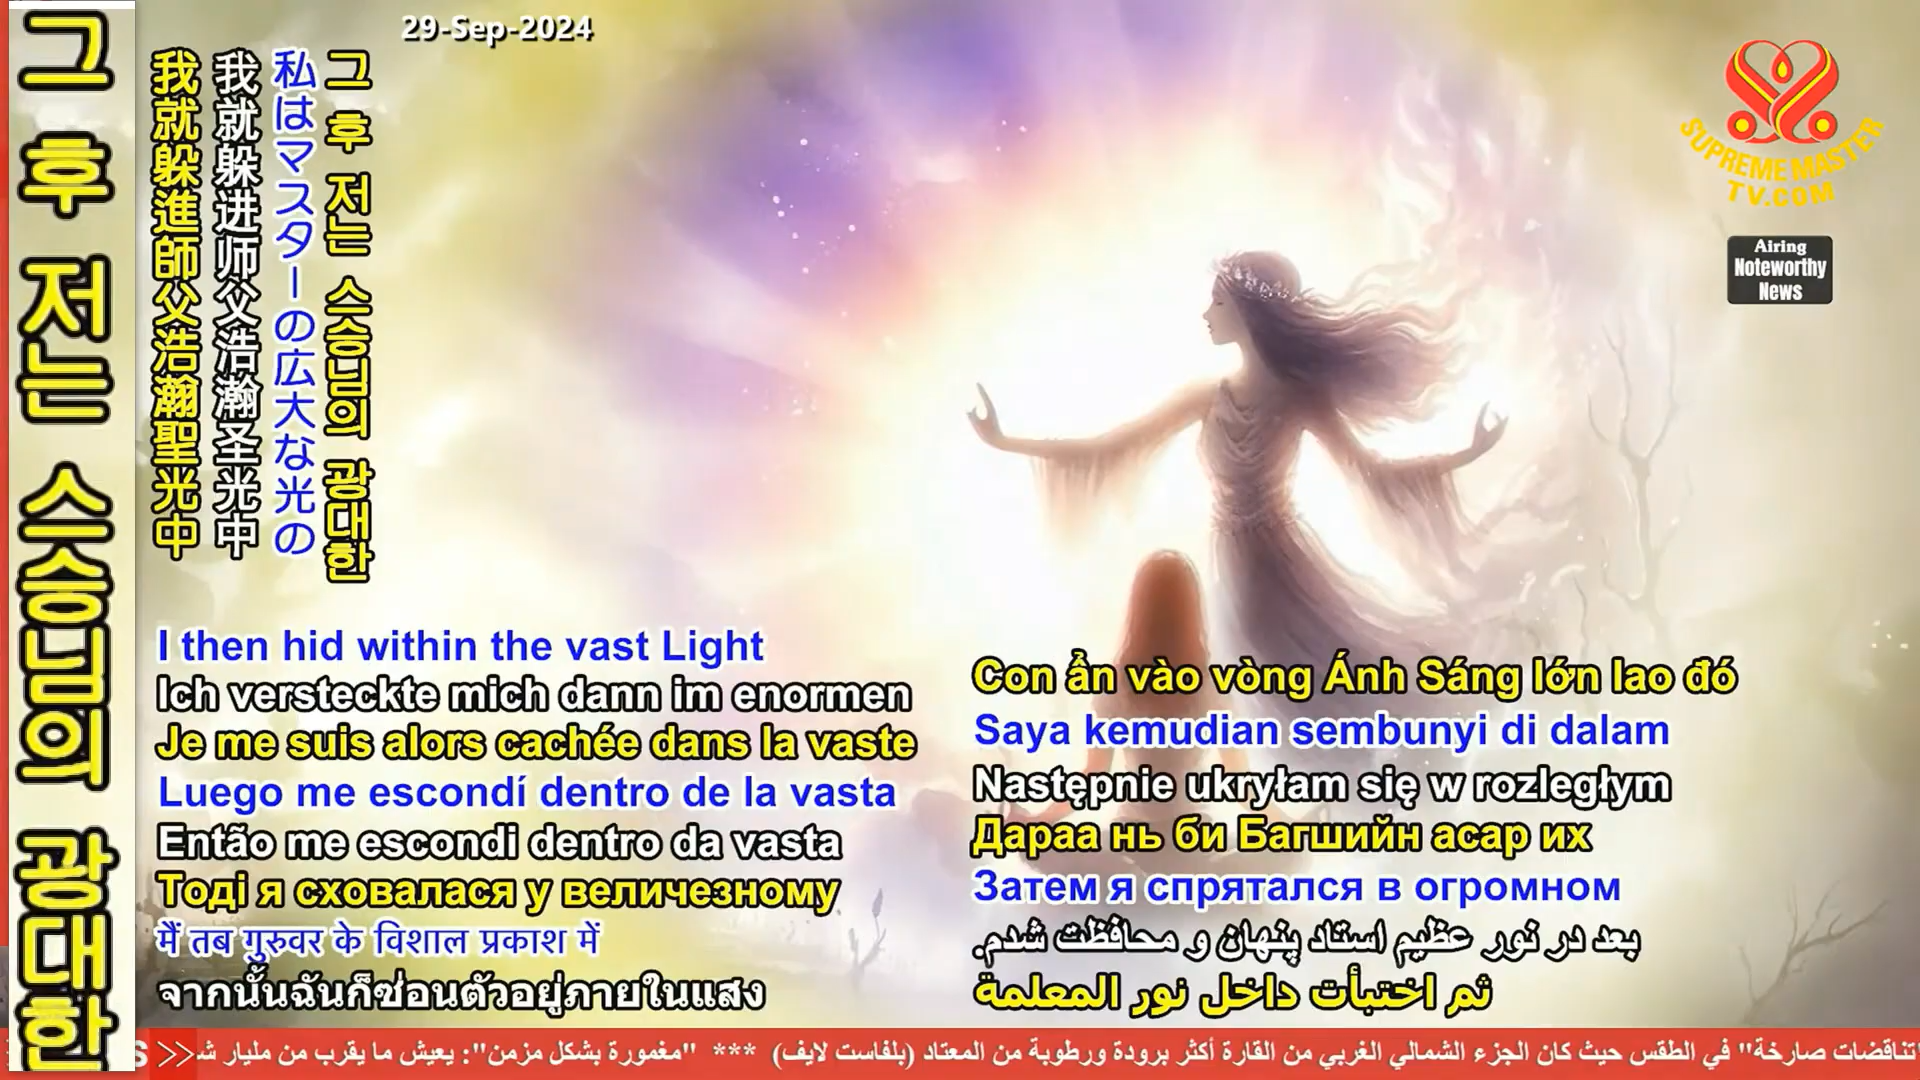 그 후 저는 스승님의 광대한
29-Sep-2024
我就躲進師父浩瀚聖光中
我就躲进师父浩瀚圣光中
私はマスターの広大な光の
그 후 저는 스승님의 광대한
SUPREME MASTER
TV.COM
Airing
Noteworthy
News
I then hid within the vast Light
Ich versteckte mich dann im enormen
Je me suis alors cachée dans la vaste
Luego me escondí dentro de la vasta
Então me escondi dentro da vasta
Тоді я сховалася у величезному
मैं तब गुरुवर के विशाल प्रकाश में
จากนั้นฉันก็ซ่อนตัวอยู่ภายในแสง
Con ẩn vào vòng Ánh Sáng lớn lao đó
Saya kemudian sembunyi di dalam
Następnie ukryłam się w rozległym
Дараа нь би Багшийн асар их
Затем я спрятался в огромном
بعد در نور عظیم استاد پنهان و محافظت شدم.
ثم اختبأت داخل نور المعلمة
تناقضات صارخة" في الطقس حيث كان الجزء الشمالي الغربي من القارة أكثر برودة ورطوبة من المعتاد (بلفاست لايف) *** "مغمورة بشكل مزمن": يعيش ما يقرب من مليار